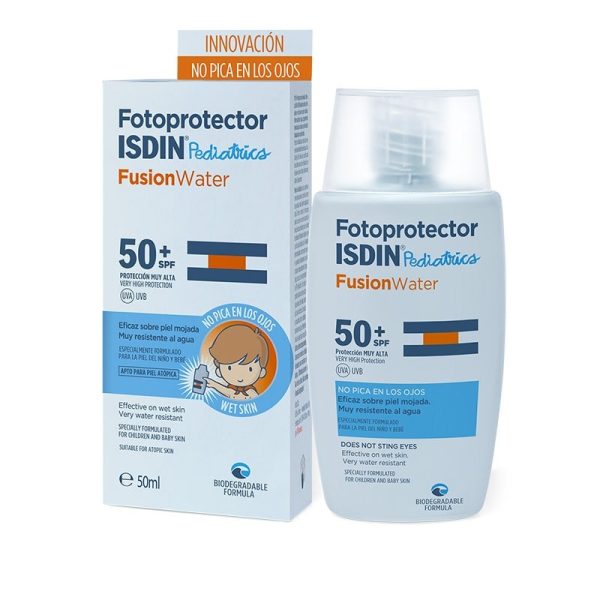 INNOVACIÓN
NO PICA EN LOS OJOS
Fotoprotector
ISDIN® Pediatrics
FusionWater
50+
SPF
PROTECCIÓN MUY ALTA
VERY HIGH PROTECTION
UVA UVB
Eficaz sobre piel mojada
Muy resistente al agua
ESPECIALMENTE FORMULADO
PARA LA PIEL DEL NIÑO Y BEBÉ
APTO PARA PIEL ATÓPICA
NO PICA EN LOS OJOS
WET SKIN
Effective on wet skin
Very water resistant
SPECIALLY FORMULATED
FOR CHILDREN AND BABY SKIN
SUITABLE FOR ATOPIC SKIN
℮ 50ml
BIODEGRADABLE
FORMULA
Fotoprotector
ISDIN® Pediatrics
FusionWater
50+
SPF
Protección MUY ALTA
VERY HIGH Protection
UVA UVB
NO PICA EN LOS OJOS
Eficaz sobre piel mojada.
Muy resistente al agua
ESPECIALMENTE FORMULADO
PARA LA PIEL DEL NIÑO Y BEBÉ
DOES NOT STING EYES
Effective on wet skin.
Very water resistant
SPECIALLY FORMULATED
FOR CHILDREN AND BABY SKIN
BIODEGRADABLE
FORMULA